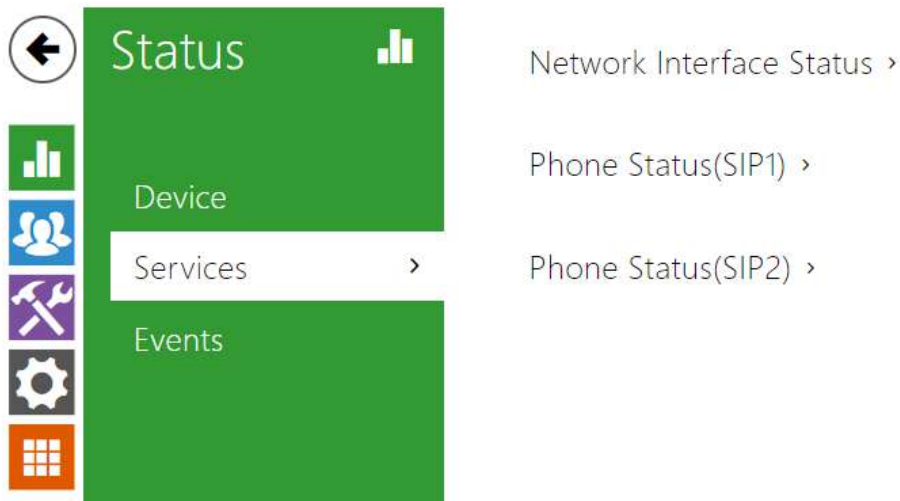 Status
Device
Services
Events
Network Interface Status
Phone Status(SIP1)
Phone Status(SIP2)